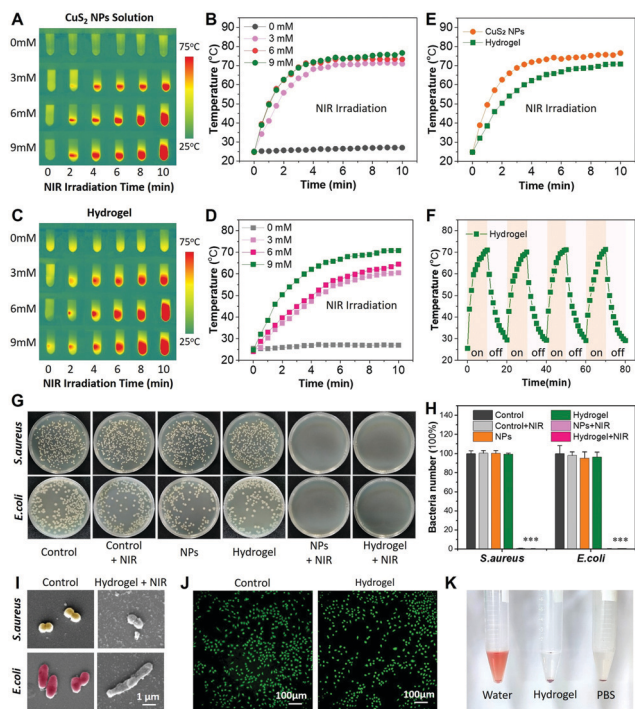 A
CuS₂ NPs Solution
0mM
3mM
6mM
9mM
75°C
25°C
0 2 4 6 8 10
NIR Irradiation Time (min)
B
Temperature (°C)
90
80
70
60
50
40
30
20
0 mM
3 mM
6 mM
9 mM
NIR Irradiation
0 2 4 6 8 10
Time (min)
E
Temperature (°C)
90
80
70
60
50
40
30
20
CuS₂ NPs
Hydrogel
NIR Irradiation
0 2 4 6 8 10
Time (min)
C
Hydrogel
0mM
3mM
6mM
9mM
75°C
25°C
0 2 4 6 8 10
NIR Irradiation Time (min)
D
Temperature (°C)
80
70
60
50
40
30
20
0 mM
3 mM
6 mM
9 mM
NIR Irradiation
0 2 4 6 8 10
Time (min)
F
Temperature (°C)
90
80
70
60
50
40
30
20
Hydrogel
on off on off on off on off
0 20 40 60 80
Time(min)
G
S.aureus
E.coli
Control
Control + NIR
NPs
Hydrogel
NPs + NIR
Hydrogel + NIR
H
Bacteria number (100%)
140
120
100
80
60
40
20
0
Control
Control+NIR
NPs
Hydrogel
NPs+NIR
Hydrogel+NIR
***
***
S.aureus
E.coli
I
Control
Hydrogel + NIR
S.aureus
E.coli
1 μm
J
Control
Hydrogel
100μm
100μm
K
Water
Hydrogel
PBS